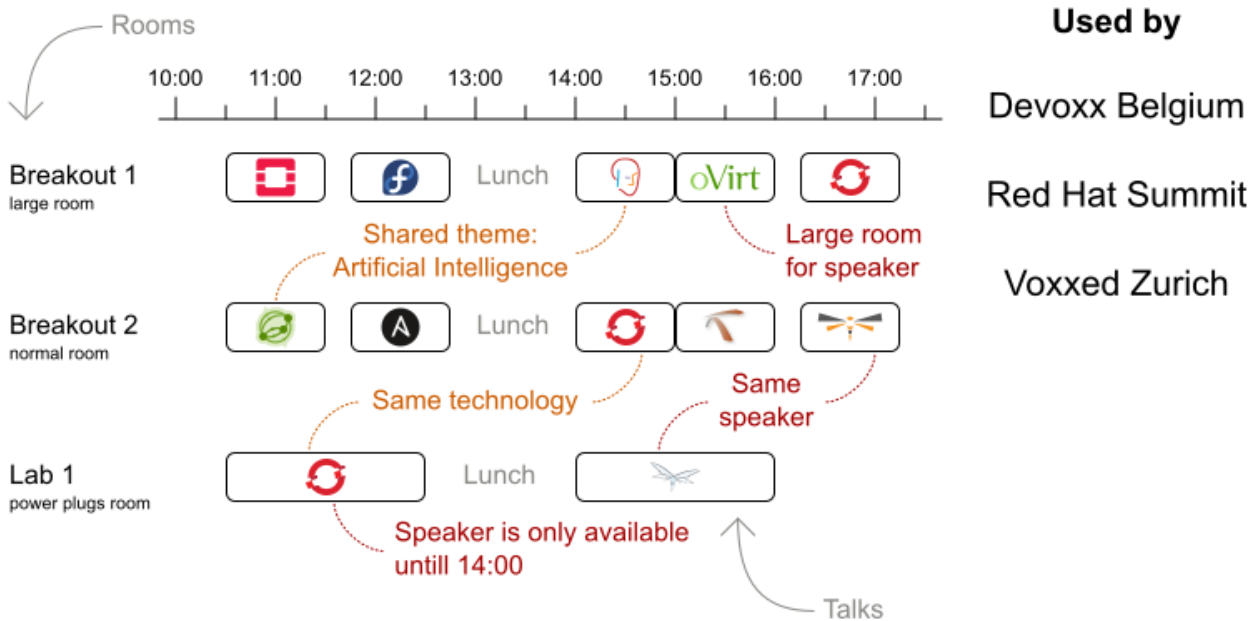 Rooms
Used by
10:00 11:00 12:00 13:00 14:00 15:00 16:00 17:00
Devoxx Belgium
Breakout 1
large room
Lunch
oVirt
Red Hat Summit
Shared theme:
Artificial Intelligence
Large room
for speaker
Voxxed Zurich
Breakout 2
normal room
A
Lunch
Same technology
Same
speaker
Lab 1
power plugs room
Lunch
Speaker is only available
untill 14:00
Talks